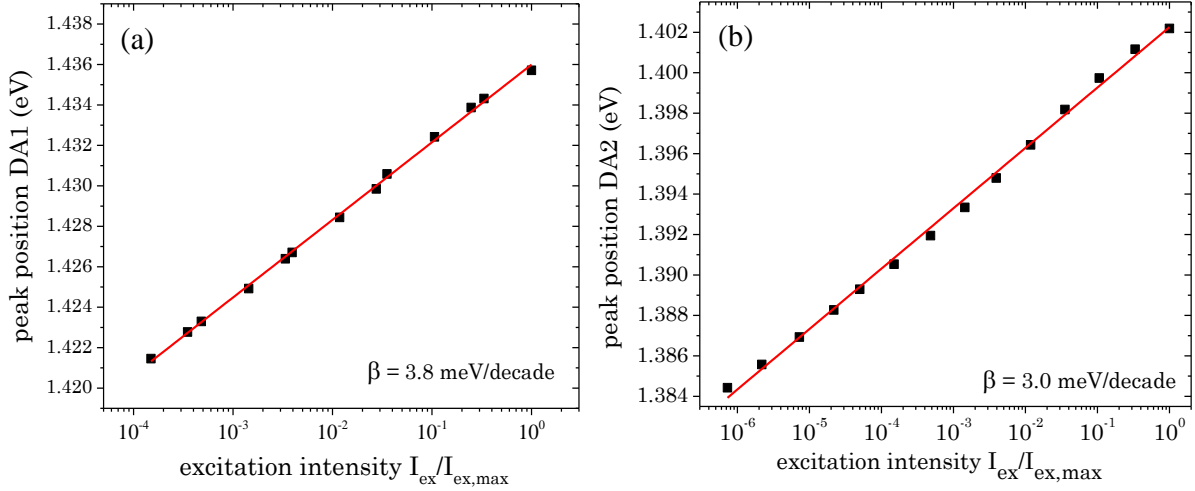 (a)
peak position DA1 (eV)
1.438
1.436
1.434
1.432
1.430
1.428
1.426
1.424
1.422
1.420
β = 3.8 meV/decade
10⁻⁴ 10⁻³ 10⁻² 10⁻¹ 10⁰
excitation intensity I_ex/I_ex,max
(b)
peak position DA2 (eV)
1.402
1.400
1.398
1.396
1.394
1.392
1.390
1.388
1.386
1.384
β = 3.0 meV/decade
10⁻⁶ 10⁻⁵ 10⁻⁴ 10⁻³ 10⁻² 10⁻¹ 10⁰
excitation intensity I_ex/I_ex,max